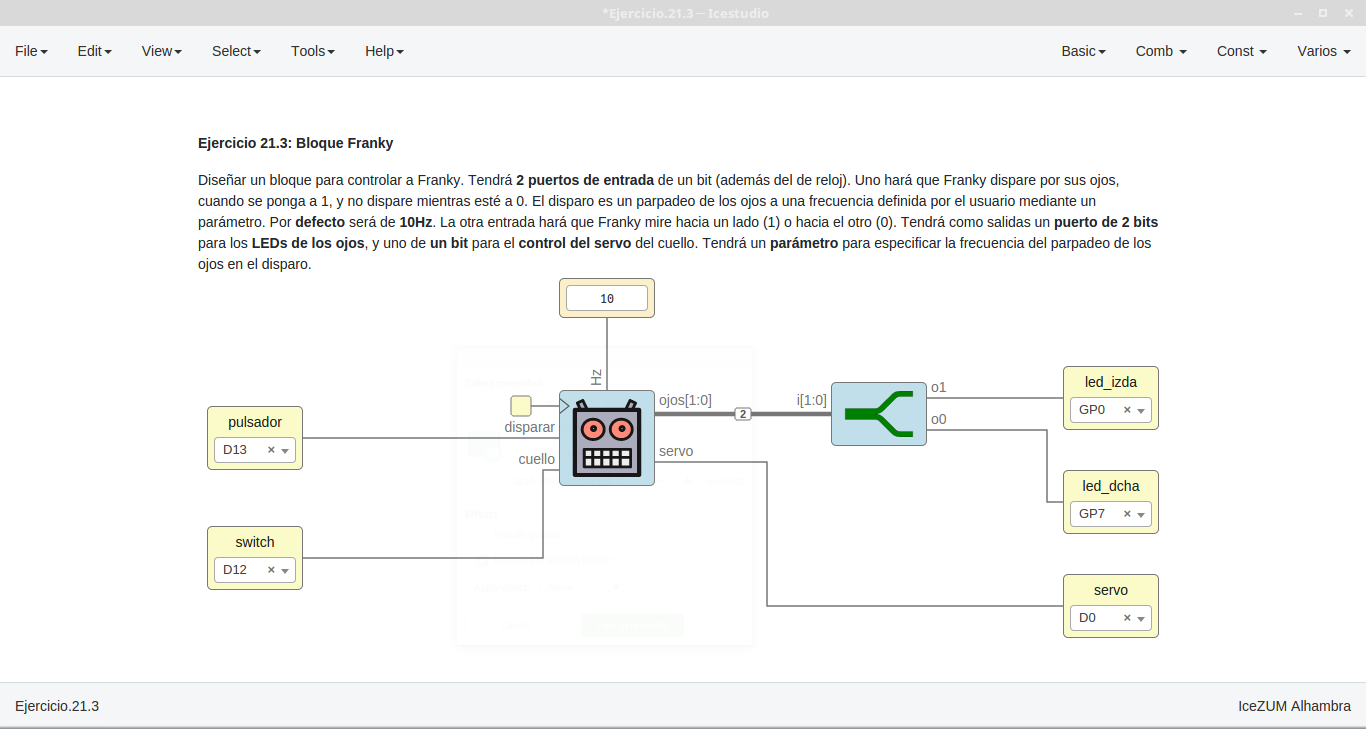 *Ejercicio.21.3 — Icestudio
File Edit View Select Tools Help Basic Comb Const Varios
Ejercicio 21.3: Bloque Franky
Diseñar un bloque para controlar a Franky. Tendrá 2 puertos de entrada de un bit (además del de reloj). Uno hará que Franky dispare por sus ojos,
cuando se ponga a 1, y no dispare mientras esté a 0. El disparo es un parpadeo de los ojos a una frecuencia definida por el usuario mediante un
parámetro. Por defecto será de 10Hz. La otra entrada hará que Franky mire hacia un lado (1) o hacia el otro (0). Tendrá como salidas un puerto de 2 bits
para los LEDs de los ojos, y uno de un bit para el control del servo del cuello. Tendrá un parámetro para especificar la frecuencia del parpadeo de los
ojos en el disparo.
10
Hz
pulsador
D13 ×
switch
D12 ×
disparar
cuello
ojos[1:0]
servo
2
i[1:0]
o1
o0
led_izda
GP0 ×
led_dcha
GP7 ×
servo
D0 ×
Ejercicio.21.3
IceZUM Alhambra